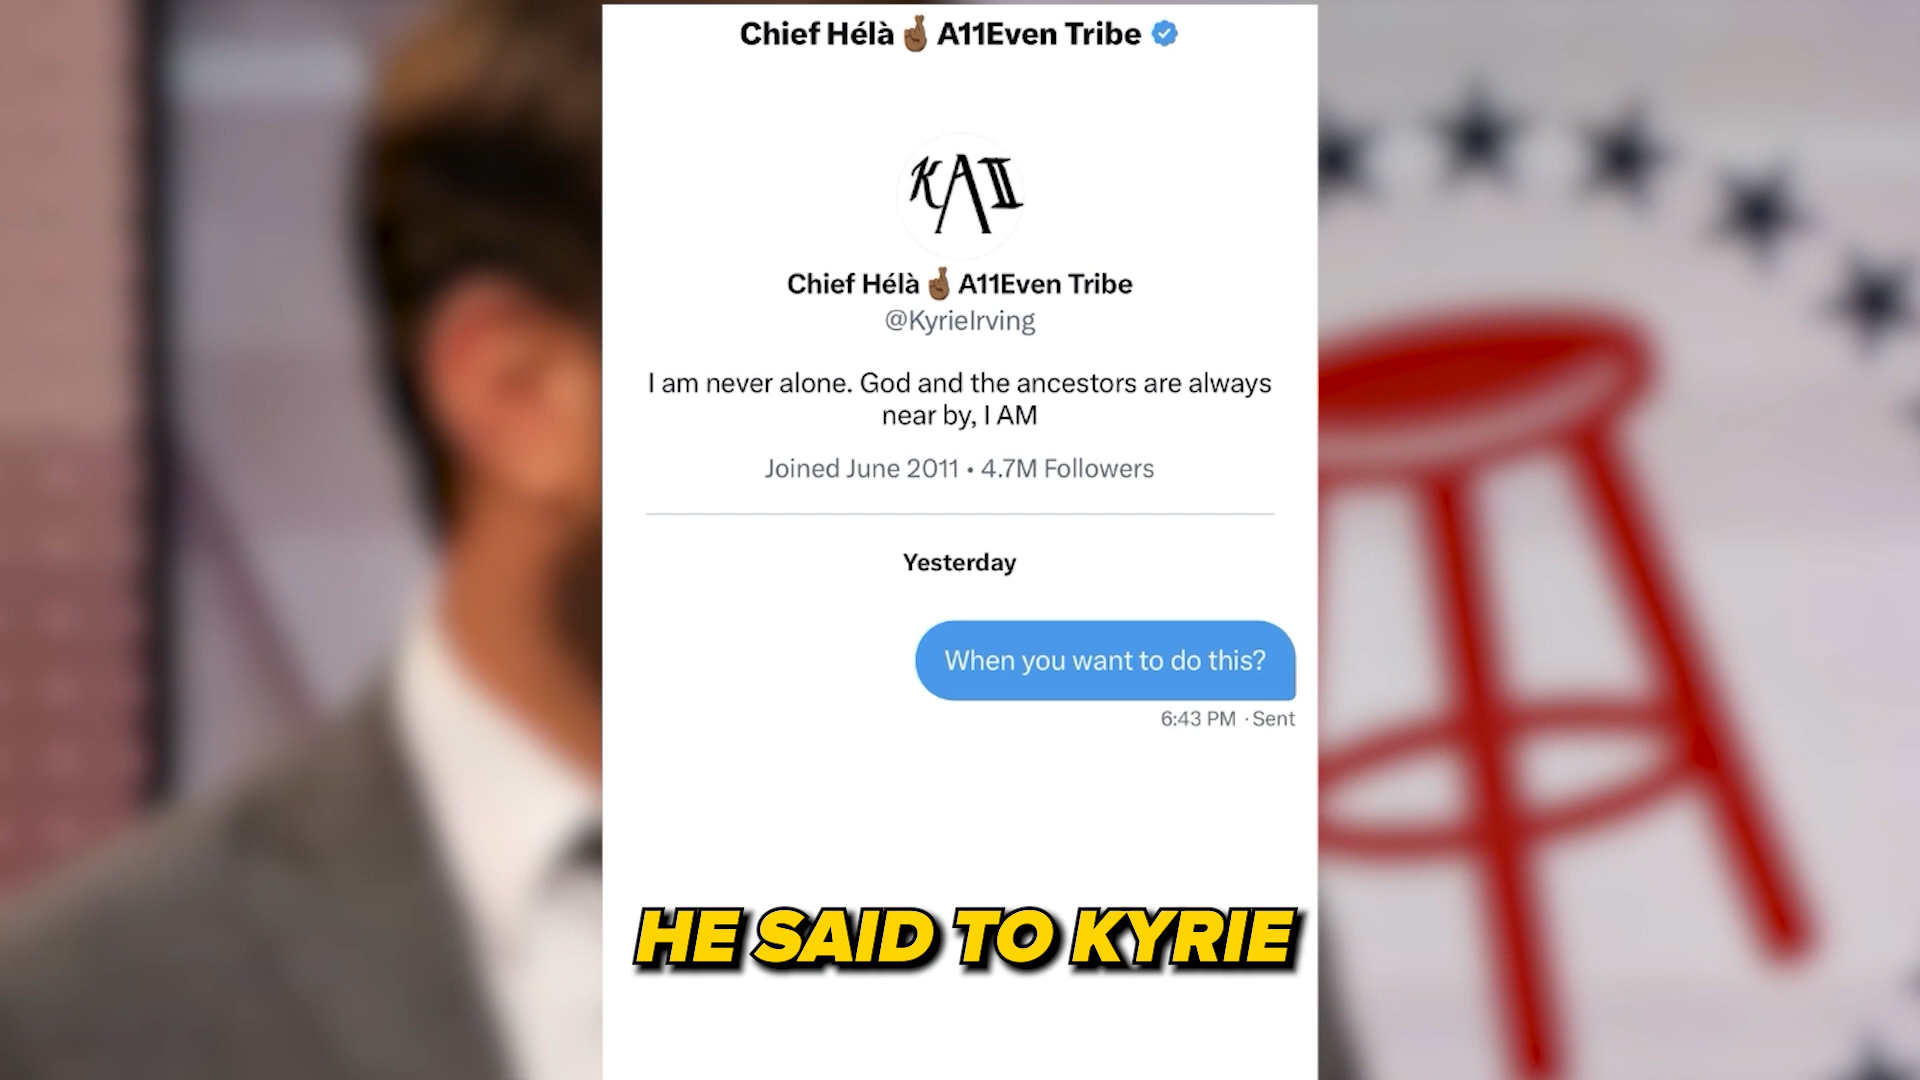 Chief Hélà 🤞🏾 A11Even Tribe
KAII
Chief Hélà 🤞🏾 A11Even Tribe
@KyrieIrving
I am never alone. God and the ancestors are always
near by, I AM
Joined June 2011 • 4.7M Followers
Yesterday
When you want to do this?
6:43 PM · Sent
HE SAID TO KYRIE